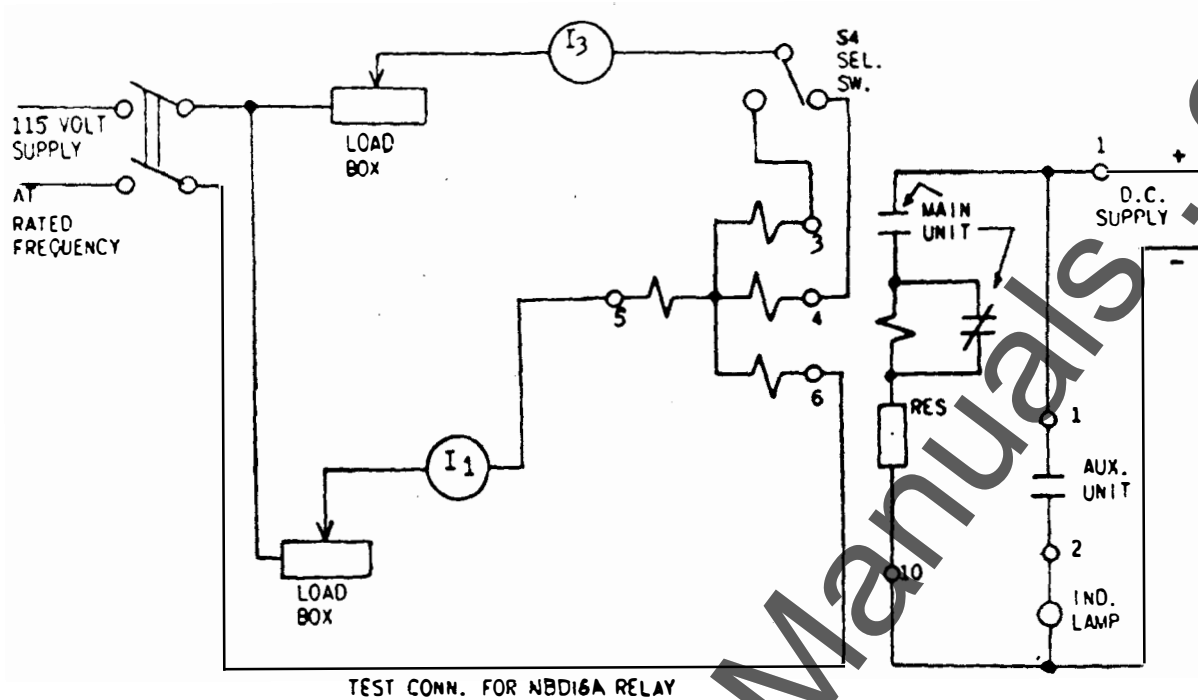 I3
S4
SEL.
SW.
115 VOLT
SUPPLY
AT
RATED
FREQUENCY
LOAD
BOX
1
+
D.C.
SUPPLY
-
MAIN
UNIT
3
5
4
6
RES
1
AUX.
UNIT
2
10
IND.
LAMP
I1
LOAD
BOX
TEST CONN. FOR NBD16A RELAY
Manuals